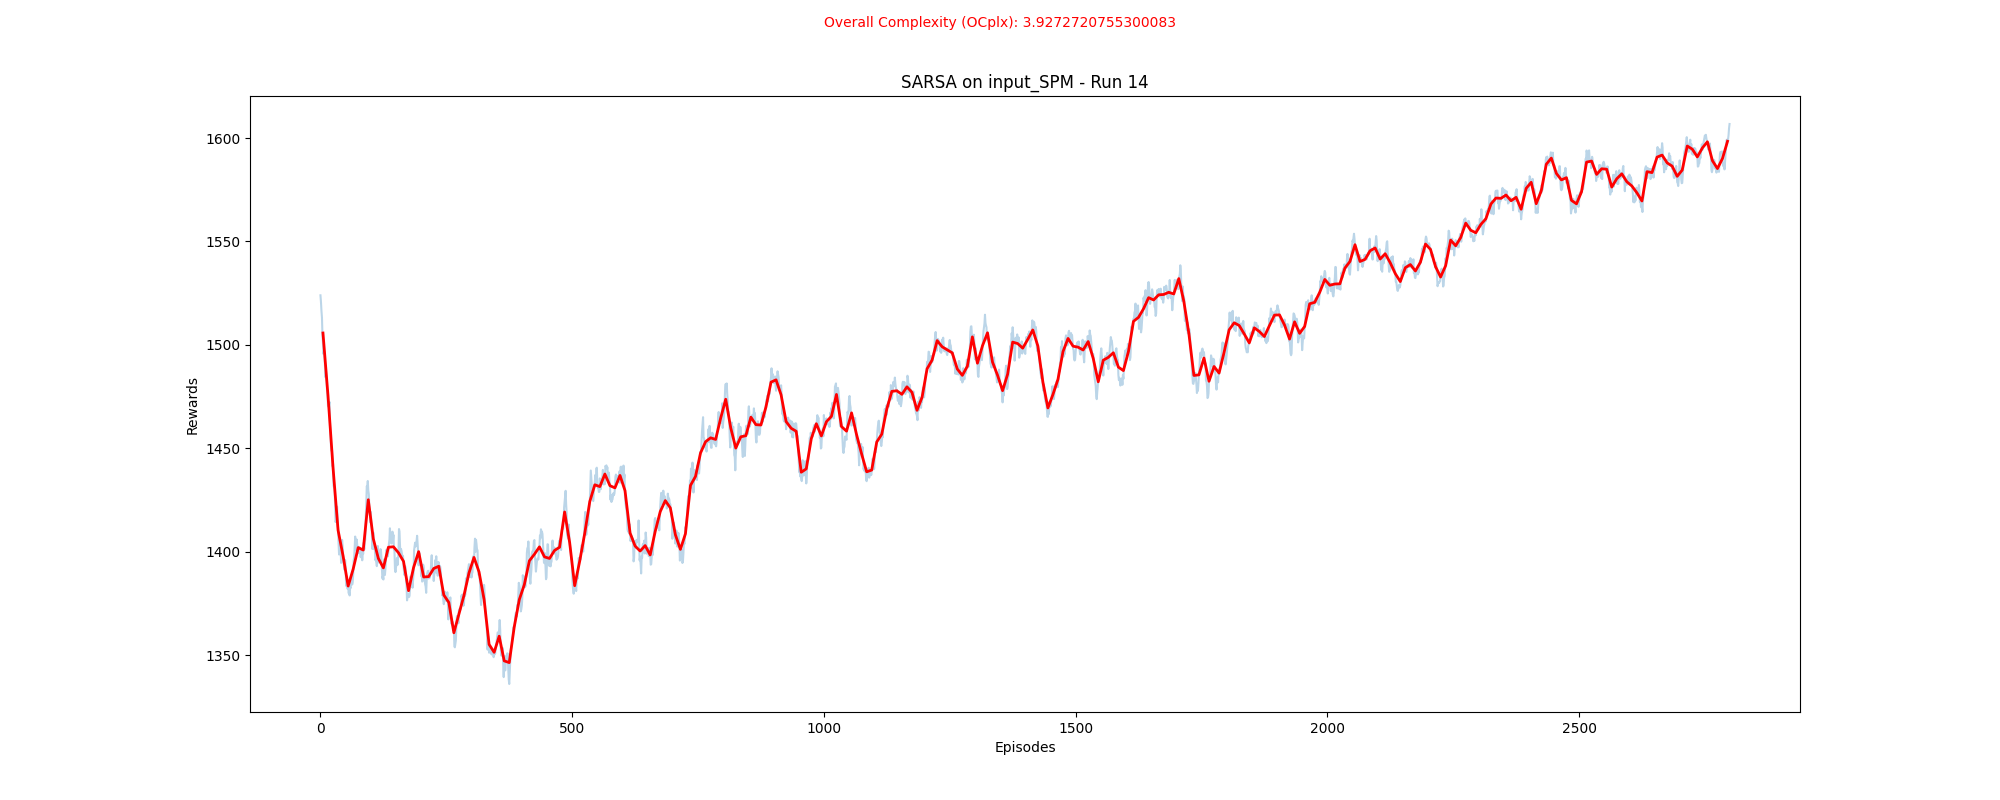 Overall Complexity (OCplx): 3.9272720755300083
SARSA on input_SPM - Run 14
1600
1550
1500
1450
1400
1350
Rewards
0 500 1000 1500 2000 2500
Episodes